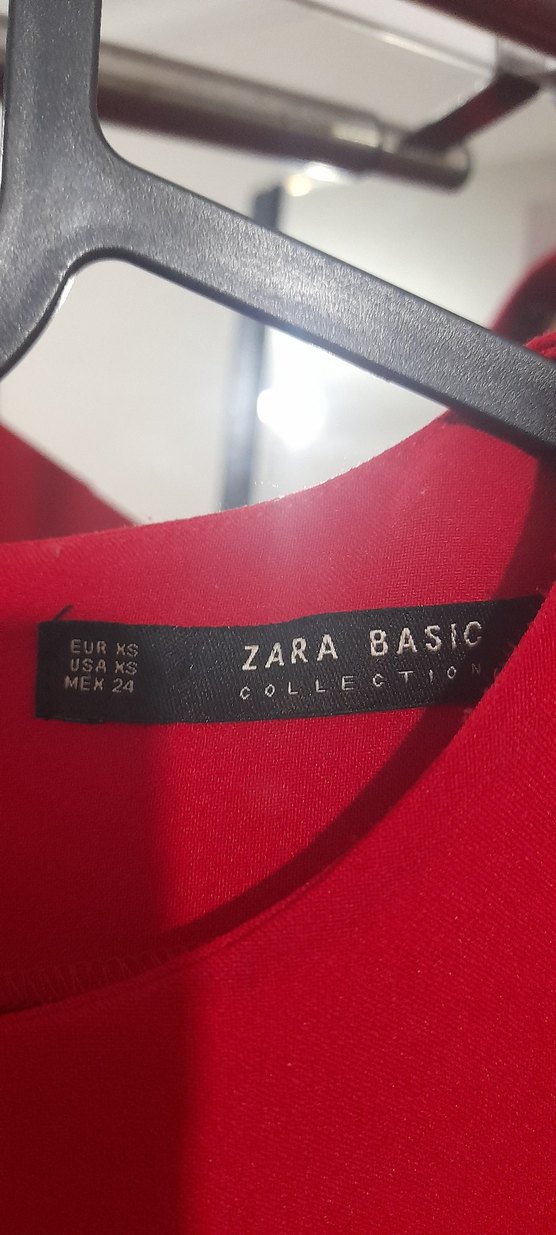 EUR XS
USA XS
MEX 24
ZARA BASIC
COLLECTION